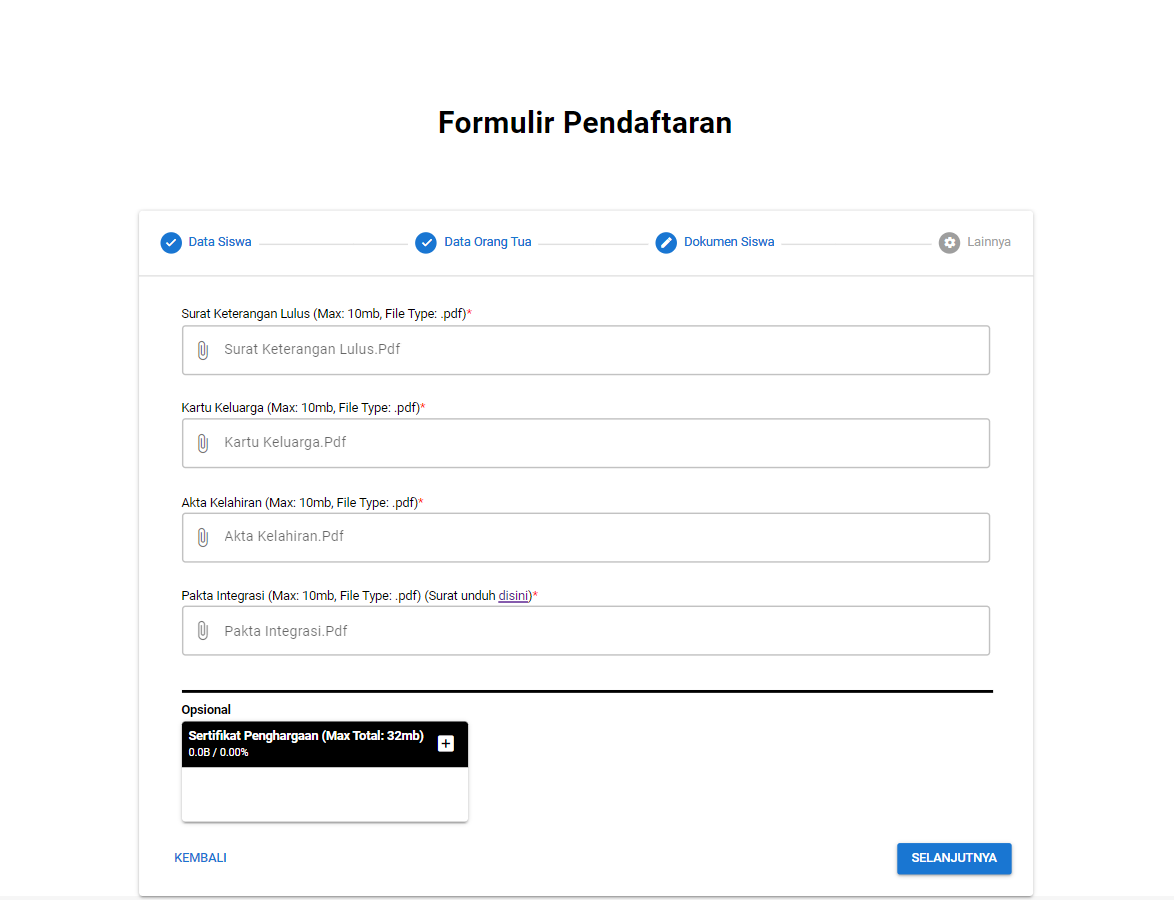 Formulir Pendaftaran
Data Siswa
Data Orang Tua
Dokumen Siswa
Lainnya
Surat Keterangan Lulus (Max: 10mb, File Type: .pdf)*
Surat Keterangan Lulus.Pdf
Kartu Keluarga (Max: 10mb, File Type: .pdf)*
Kartu Keluarga.Pdf
Akta Kelahiran (Max: 10mb, File Type: .pdf)*
Akta Kelahiran.Pdf
Pakta Integrasi (Max: 10mb, File Type: .pdf) (Surat unduh disini)*
Pakta Integrasi.Pdf
Opsional
Sertifikat Penghargaan (Max Total: 32mb)
0.0B / 0.00%
KEMBALI
SELANJUTNYA